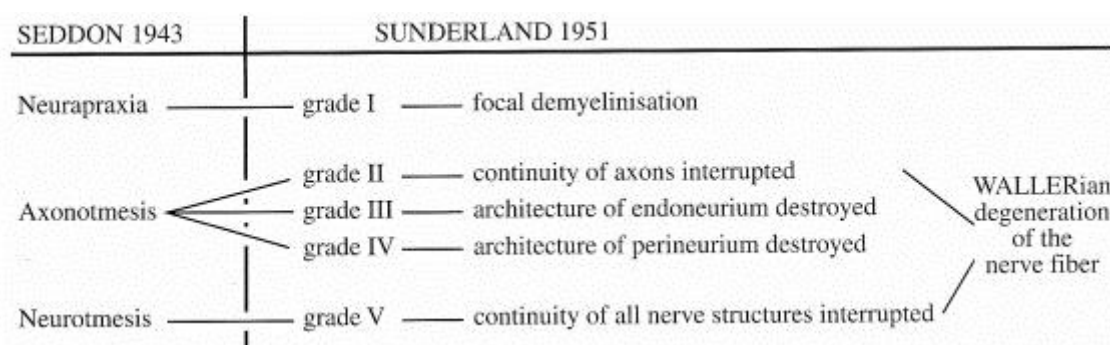 SEDDON 1943 SUNDERLAND 1951
Neurapraxia grade I focal demyelinisation
grade II continuity of axons interrupted
Axonotmesis grade III architecture of endoneurium destroyed
grade IV architecture of perineurium destroyed
Neurotmesis grade V continuity of all nerve structures interrupted
WALLERian
degeneration
of the
nerve fiber